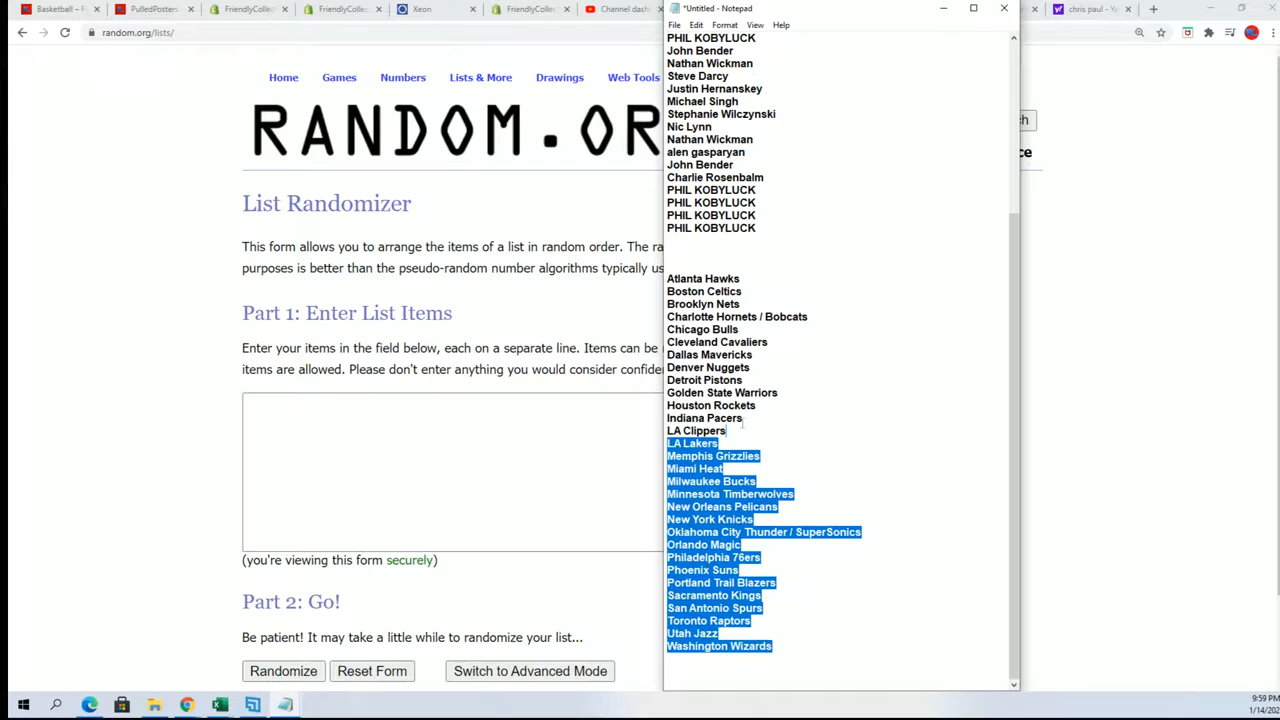 Basketball -
PulledPosters
FriendlyCollec
FriendlyCollec
Xeon
FriendlyCollec
Channel dash
chris paul - Ya
random.org/lists/
*Untitled - Notepad
File Edit Format View Help
Home Games Numbers Lists & More Drawings Web Tools
RANDOM.OR
ch
ce
List Randomizer
This form allows you to arrange the items of a list in random order. The ra
purposes is better than the pseudo-random number algorithms typically us
Part 1: Enter List Items
Enter your items in the field below, each on a separate line. Items can be
items are allowed. Please don't enter anything you would consider confide
(you're viewing this form securely)
Part 2: Go!
Be patient! It may take a little while to randomize your list...
Randomize Reset Form Switch to Advanced Mode
PHIL KOBYLUCK
John Bender
Nathan Wickman
Steve Darcy
Justin Hernanskey
Michael Singh
Stephanie Wilczynski
Nic Lynn
Nathan Wickman
alen gasparyan
John Bender
Charlie Rosenbalm
PHIL KOBYLUCK
PHIL KOBYLUCK
PHIL KOBYLUCK
PHIL KOBYLUCK
Atlanta Hawks
Boston Celtics
Brooklyn Nets
Charlotte Hornets / Bobcats
Chicago Bulls
Cleveland Cavaliers
Dallas Mavericks
Denver Nuggets
Detroit Pistons
Golden State Warriors
Houston Rockets
Indiana Pacers
LA Clippers
LA Lakers
Memphis Grizzlies
Miami Heat
Milwaukee Bucks
Minnesota Timberwolves
New Orleans Pelicans
New York Knicks
Oklahoma City Thunder / SuperSonics
Orlando Magic
Philadelphia 76ers
Phoenix Suns
Portland Trail Blazers
Sacramento Kings
San Antonio Spurs
Toronto Raptors
Utah Jazz
Washington Wizards
9:59 PM
1/14/202